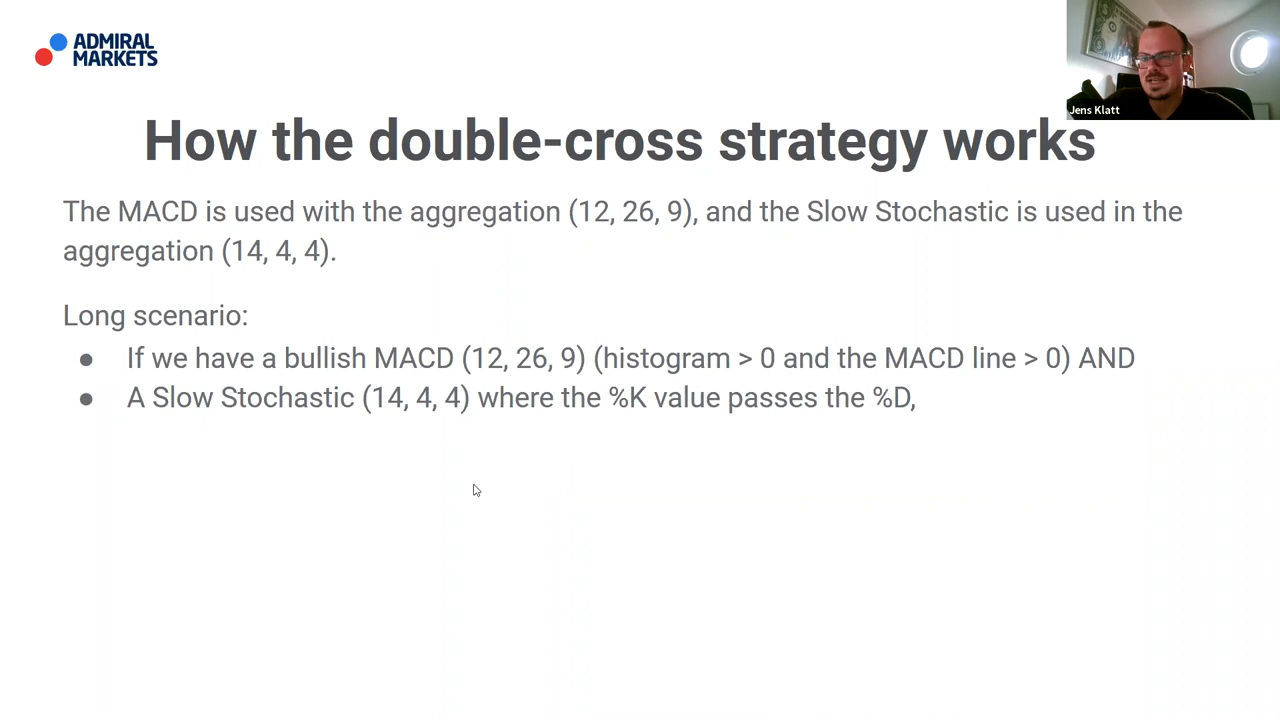 ADMIRAL
MARKETS
Jens Klatt
How the double-cross strategy works
The MACD is used with the aggregation (12, 26, 9), and the Slow Stochastic is used in the
aggregation (14, 4, 4).
Long scenario:
● If we have a bullish MACD (12, 26, 9) (histogram > 0 and the MACD line > 0) AND
● A Slow Stochastic (14, 4, 4) where the %K value passes the %D,